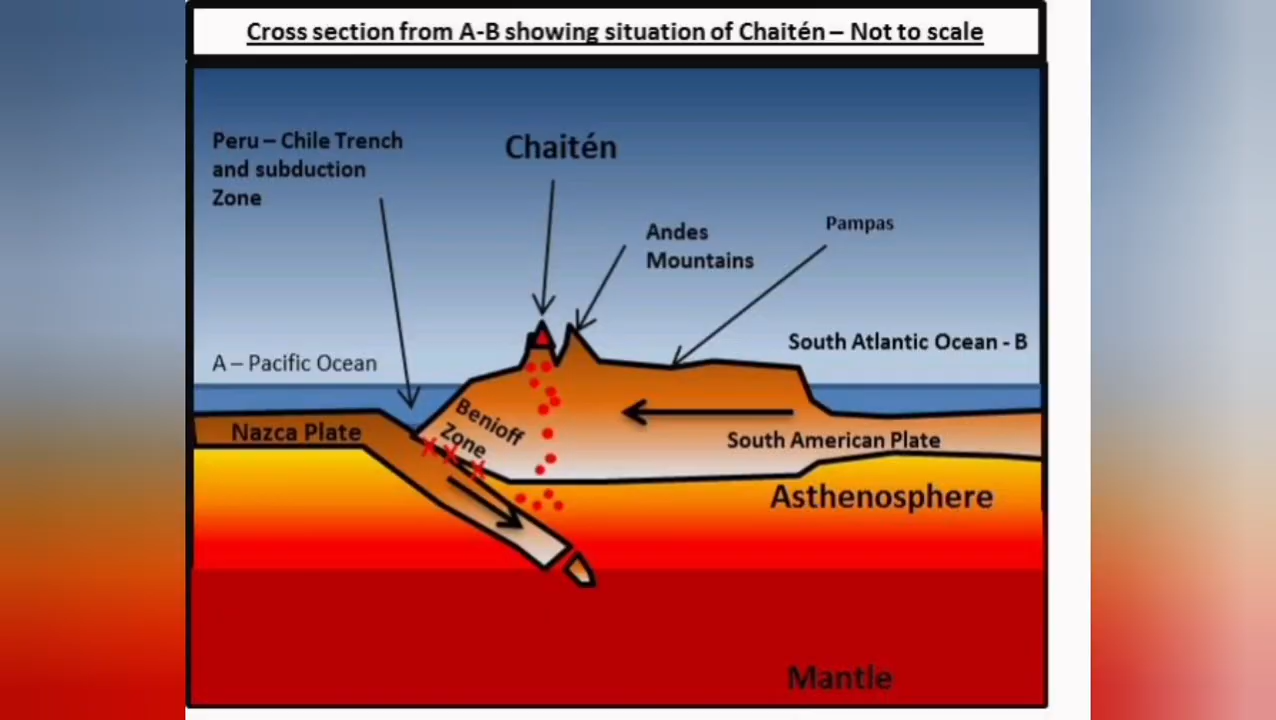 Cross section from A-B showing situation of Chaitén – Not to scale
Peru – Chile Trench
and subduction
Zone
Chaitén
Andes
Mountains
Pampas
A – Pacific Ocean
South Atlantic Ocean - B
Nazca Plate
Benioff
Zone
South American Plate
Asthenosphere
Mantle